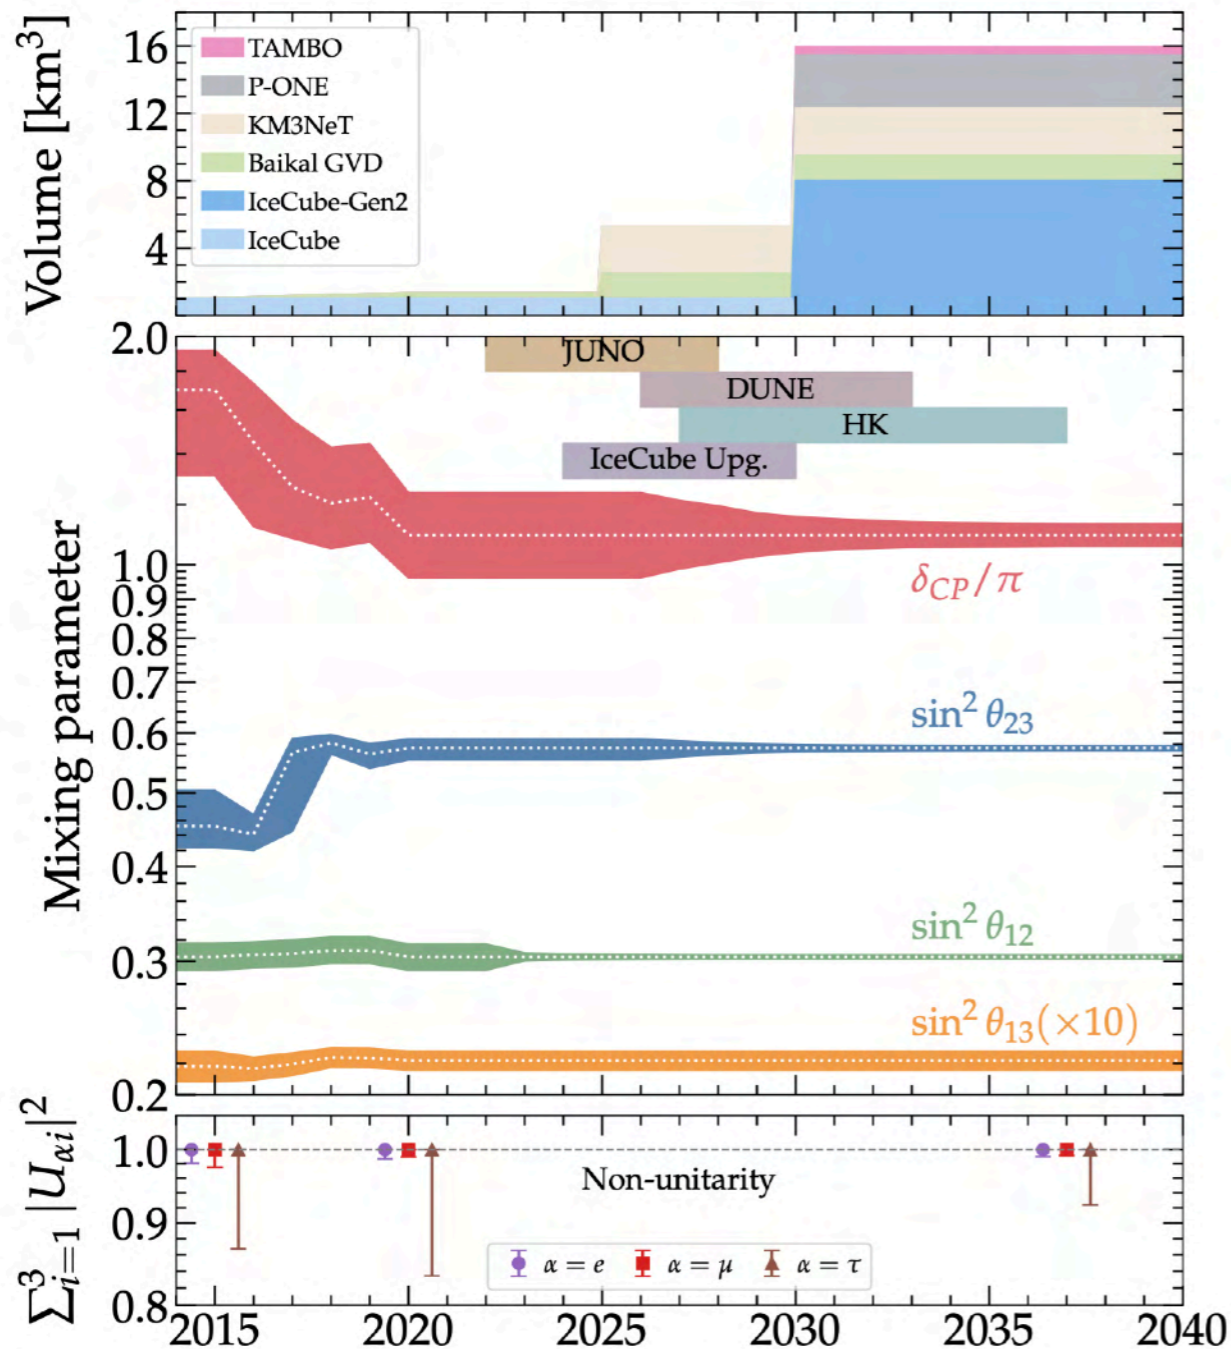 Volume [km³]
16
12
8
4
TAMBO
P-ONE
KM3NeT
Baikal GVD
IceCube-Gen2
IceCube
Mixing parameter
2.0
1.0
0.9
0.8
0.7
0.6
0.5
0.4
0.3
0.2
JUNO
DUNE
HK
IceCube Upg.
δ_CP/π
sin² θ₂₃
sin² θ₁₂
sin² θ₁₃(×10)
Σ³ᵢ₌₁ |U_αi|²
1.0
0.9
0.8
Non-unitarity
α = e
α = μ
α = τ
2015
2020
2025
2030
2035
2040